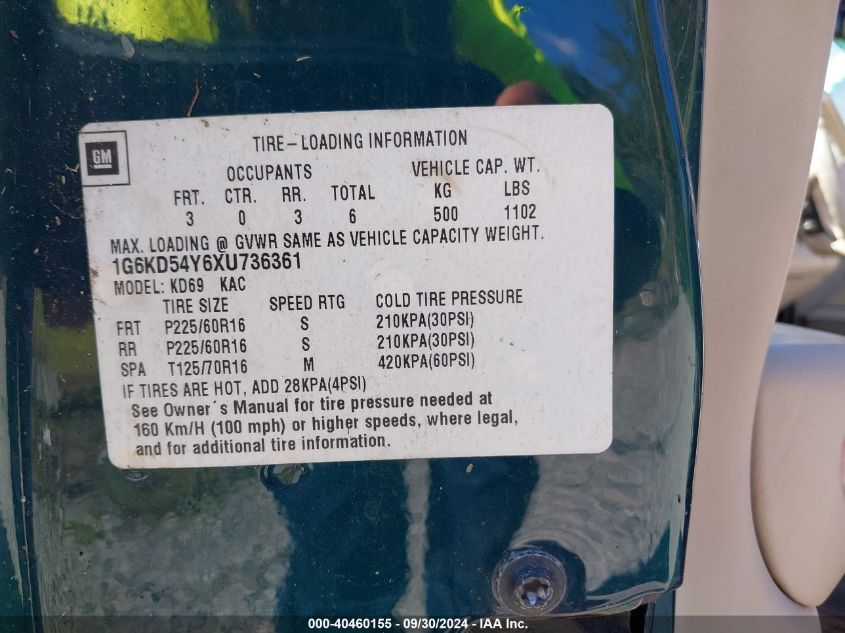 GM
TIRE-LOADING INFORMATION
OCCUPANTS VEHICLE CAP. WT.
FRT. CTR. RR. TOTAL KG LBS
3 0 3 6 500 1102
MAX. LOADING @ GVWR SAME AS VEHICLE CAPACITY WEIGHT.
1G6KD54Y6XU736361
MODEL: KD69 KAC
TIRE SIZE SPEED RTG COLD TIRE PRESSURE
FRT P225/60R16 S 210KPA(30PSI)
RR P225/60R16 S 210KPA(30PSI)
SPA T125/70R16 M 420KPA(60PSI)
IF TIRES ARE HOT, ADD 28KPA(4PSI)
See Owner´s Manual for tire pressure needed at
160 Km/H (100 mph) or higher speeds, where legal,
and for additional tire information.
000-40460155 - 09/30/2024 - IAA Inc.